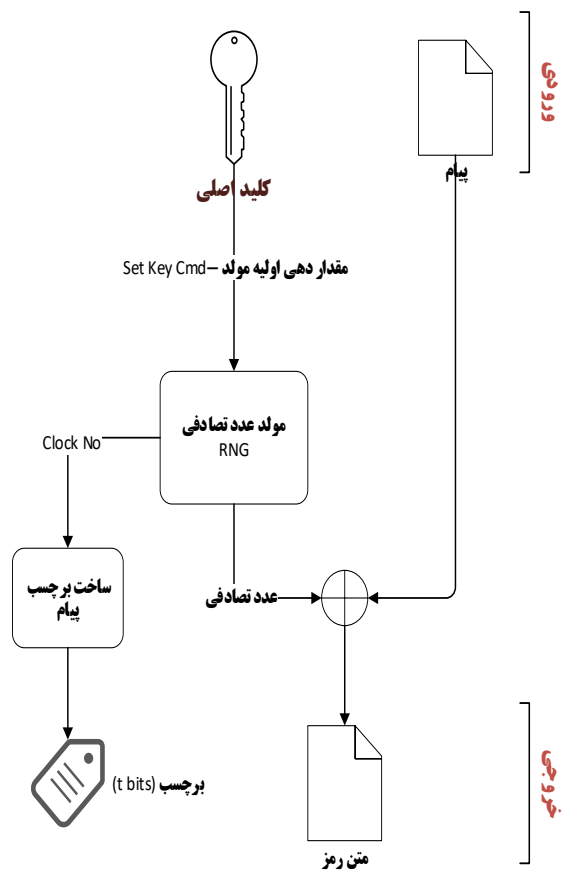 ورودی
پیام
کلید اصلی
مقدار دهی اولیه مولد – Set Key Cmd
مولد عدد تصادفی
RNG
Clock No
ساخت برچسب
پیام
عدد تصادفی
برچسب (t bits)
متن رمز
خروجی